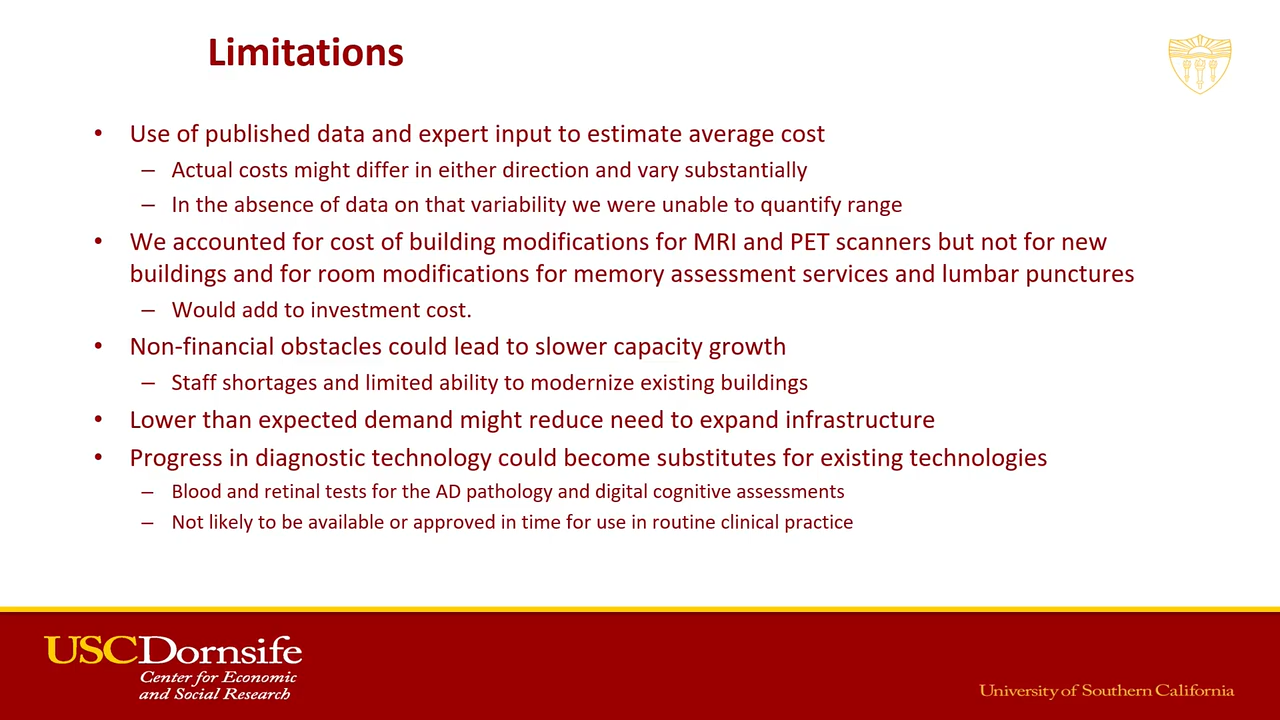 Limitations
• Use of published data and expert input to estimate average cost
– Actual costs might differ in either direction and vary substantially
– In the absence of data on that variability we were unable to quantify range
• We accounted for cost of building modifications for MRI and PET scanners but not for new
buildings and for room modifications for memory assessment services and lumbar punctures
– Would add to investment cost.
• Non-financial obstacles could lead to slower capacity growth
– Staff shortages and limited ability to modernize existing buildings
• Lower than expected demand might reduce need to expand infrastructure
• Progress in diagnostic technology could become substitutes for existing technologies
– Blood and retinal tests for the AD pathology and digital cognitive assessments
– Not likely to be available or approved in time for use in routine clinical practice
USCDornsife
Center for Economic
and Social Research
University of Southern California